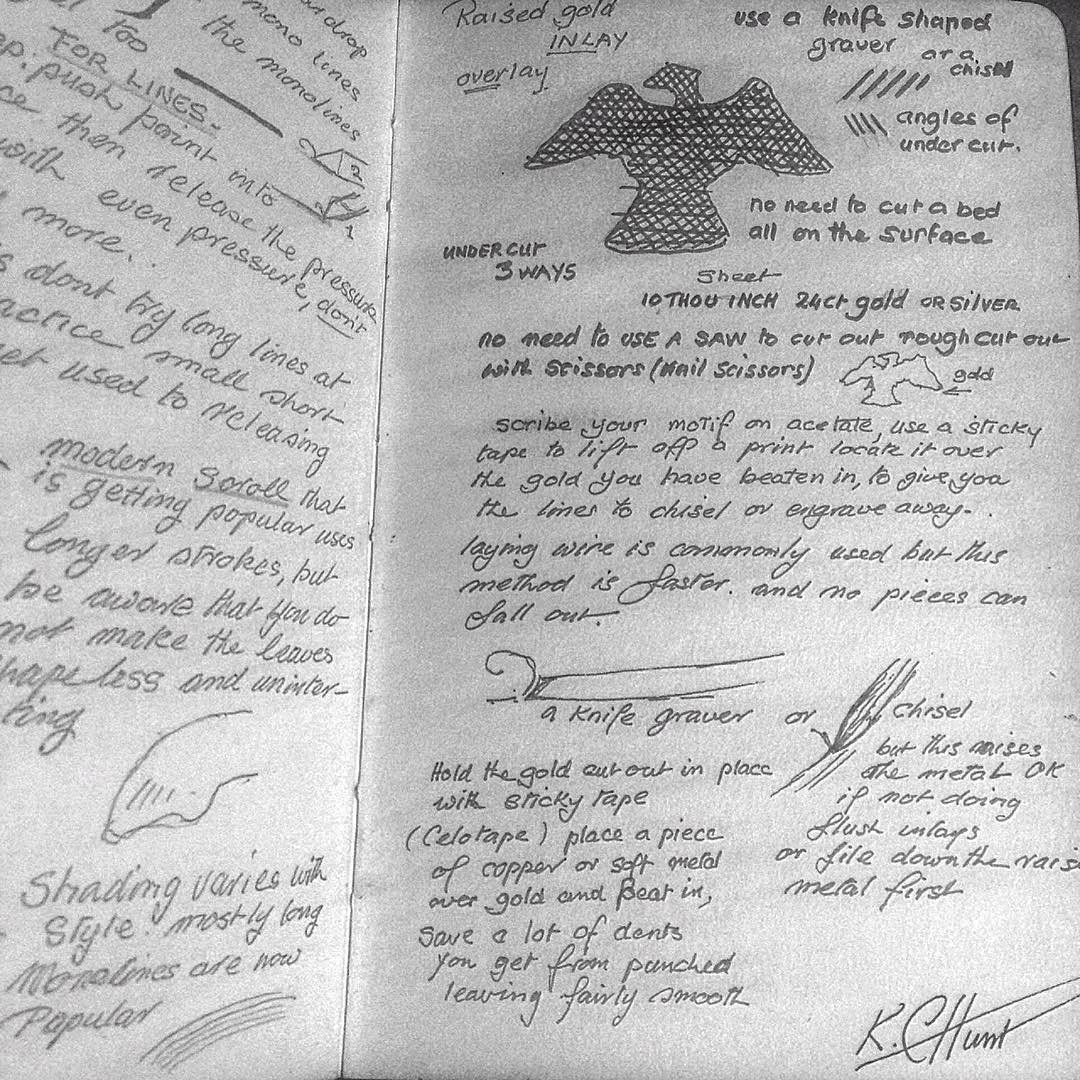 drop
mono lines
the monolines
Too
FOR LINES.
push point into
then release the pressure
with even pressure, don't
more..
dont try long lines at
small short
used to releasing
modern Scroll that
is getting popular uses
longer strokes, but
be aware that you do
not make the leaves
less and uninter-
ting
Shading varies with
Style. mostly long
Monolines are now
Popular
Raised gold
INLAY
overlay
use a knife shaped
graver or a
chisel
angles of
under cut.
no need to cut a bed
all on the surface
UNDERCUT
3 WAYS
Sheet
10 THOU INCH 24ct gold OR SILVER
no need to USE A SAW to cut out rough cut out
with scissors (Nail scissors)
gold
scribe your motif on acetate, use a sticky
tape to lift off a print locate it over
the gold you have beaten in, to give you
the lines to chisel or engrave away. .
laying wire is commonly used but this
method is faster. and no pieces can
fall out.
a knife graver or chisel
but this raises
the metal OK
if not doing
flush inlays
or file down the
metal first
Hold the gold cut out in place
with sticky tape
(Celotape) place a piece
of copper or soft metal
over gold and Beat in,
Save a lot of dents
you get from punched
leaving fairly smooth
K.C Hunt